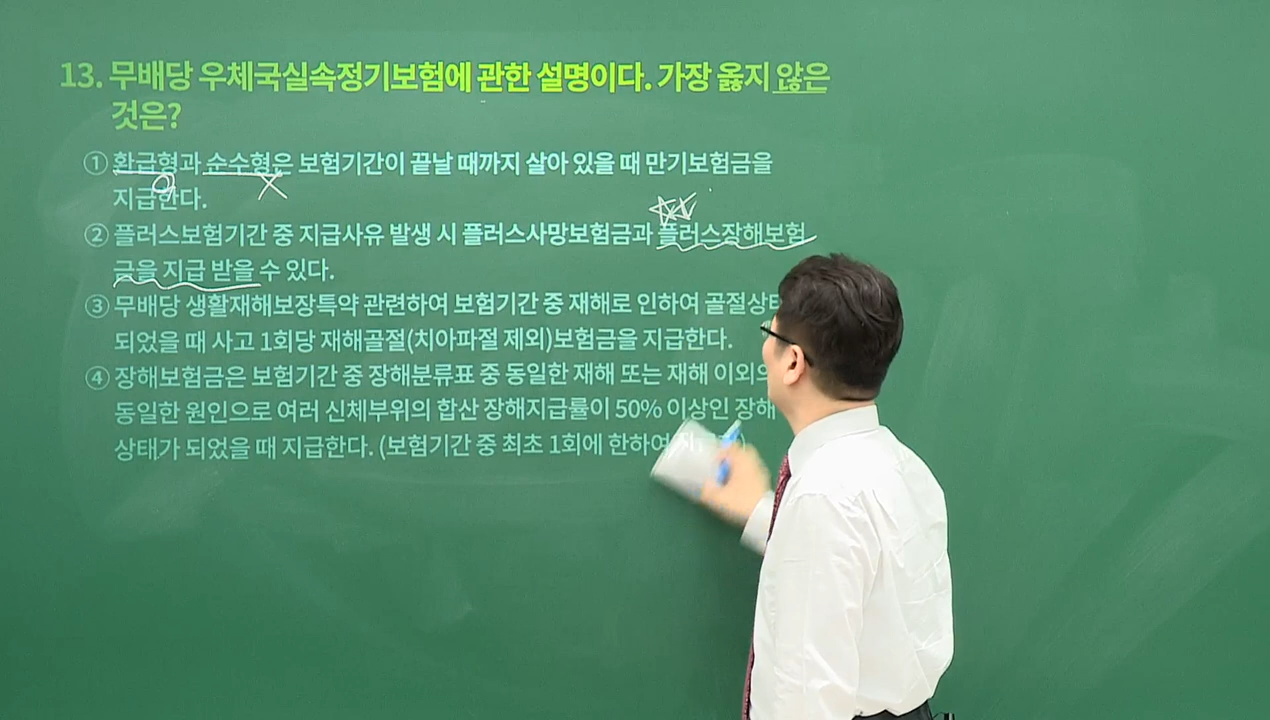 13. 무배당 우체국실속정기보험에 관한 설명이다. 가장 옳지 않은
것은?
① 환급형과 순수형은 보험기간이 끝날 때까지 살아 있을 때 만기보험금을
지급한다.
② 플러스보험기간 중 지급사유 발생 시 플러스사망보험금과 플러스장해보험
금을 지급 받을 수 있다.
③ 무배당 생활재해보장특약 관련하여 보험기간 중 재해로 인하여
되었을 때 사고 1회당 재해골절(치아파절 제외)보험금을 지급한다.
④ 장해보험금은 보험기간 중 장해분류표 중 동일한 재해 또는 재해
동일한 원인으로 여러 신체부위의 합산 장해지급률이 50% 이상인 장해
상태가 되었을 때 지급한다. (보험기간 중 최초 1회에 한하여